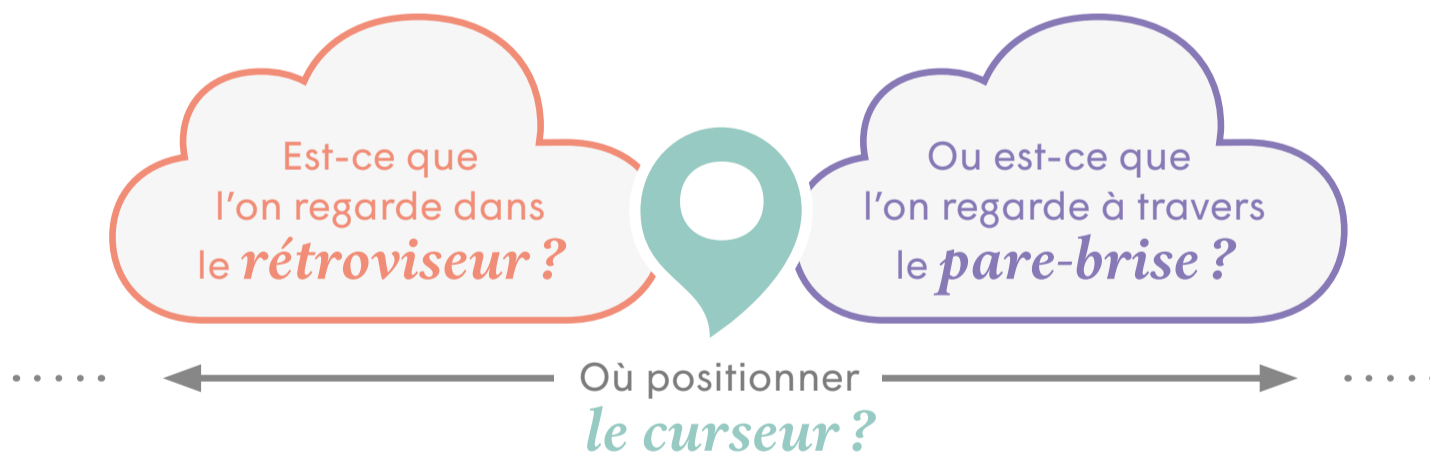 Est-ce que
l’on regarde dans
le rétroviseur ?
Ou est-ce que
l’on regarde à travers
le pare-brise ?
Où positionner
le curseur ?